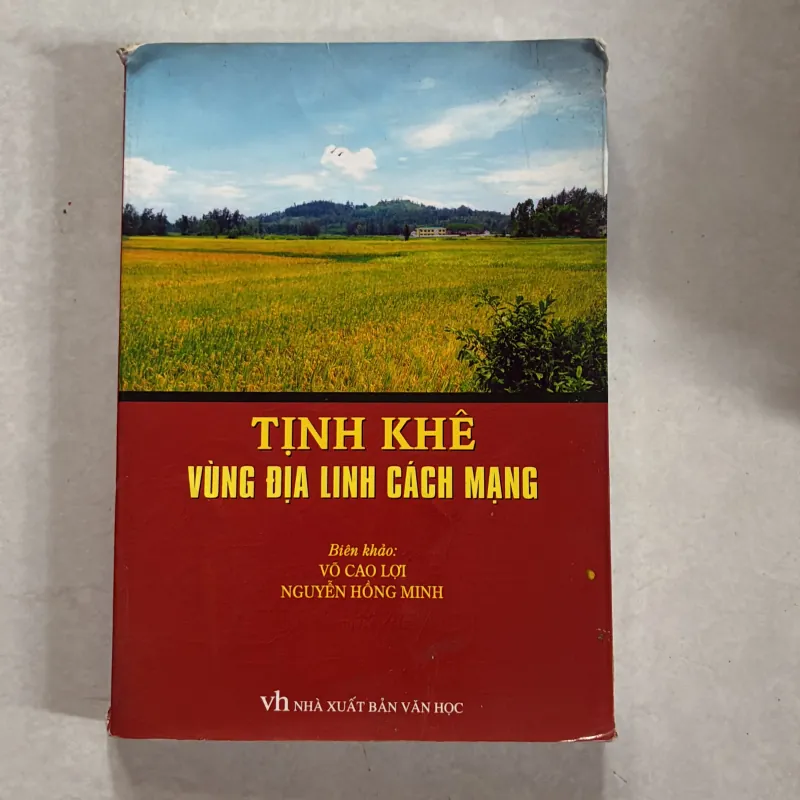 TỊNH KHÊ
VÙNG ĐỊA LINH CÁCH MẠNG
Biên khảo:
VÕ CAO LỢI
NGUYỄN HỒNG MINH
vh NHÀ XUẤT BẢN VĂN HỌC